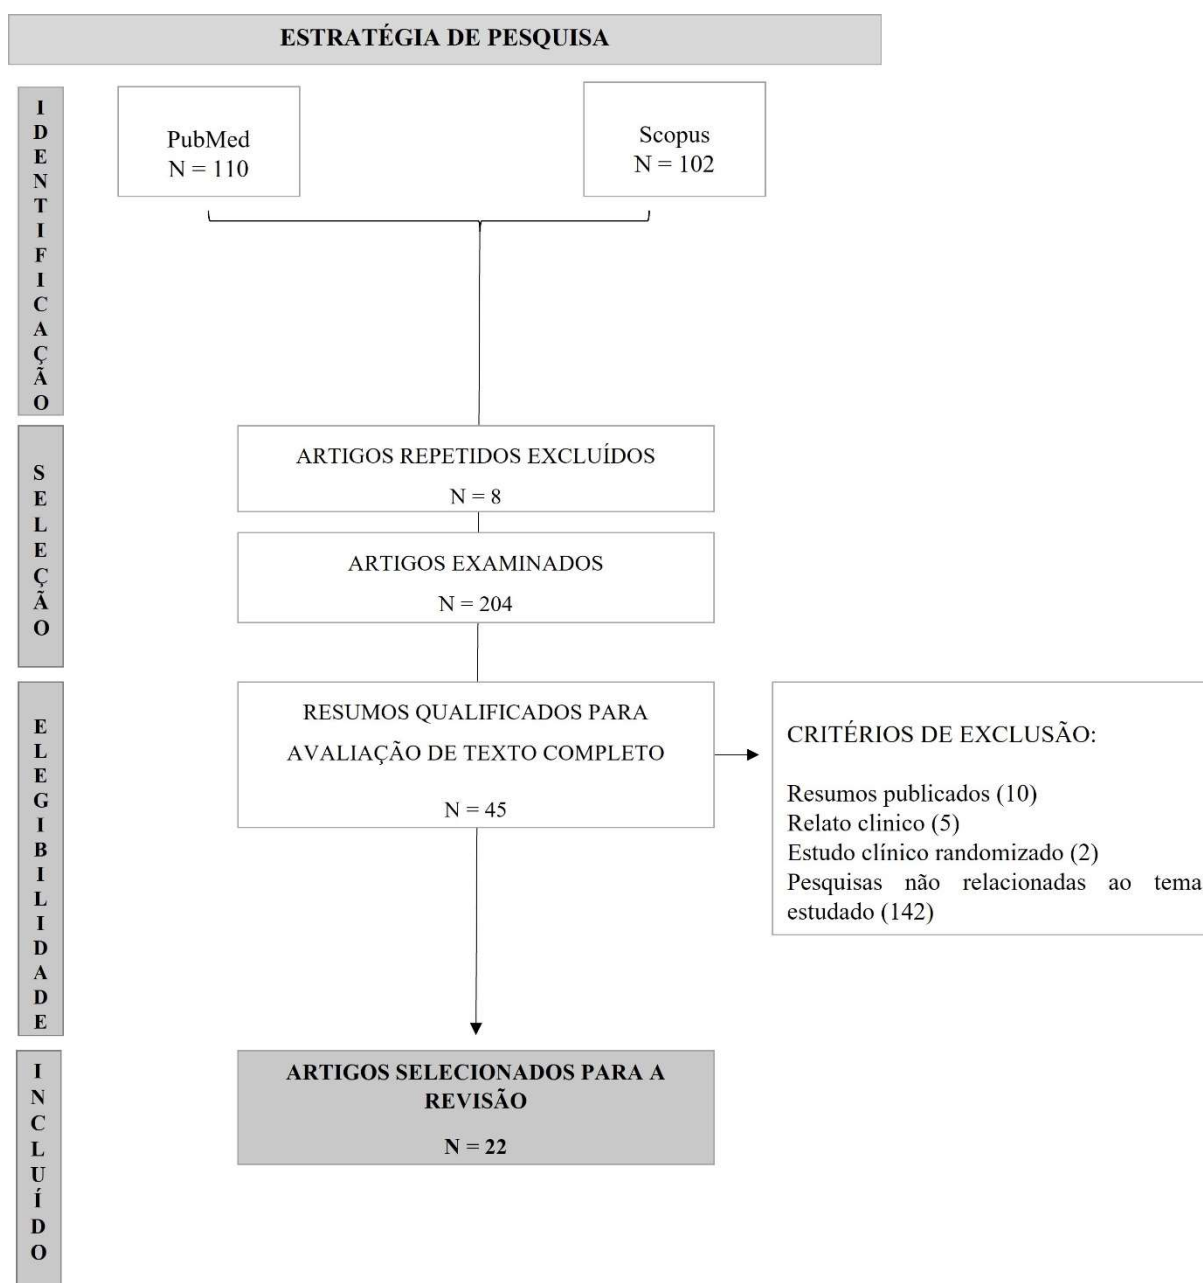 ESTRATÉGIA DE PESQUISA
IDENTIFICAÇÃO
PubMed
N = 110
Scopus
N = 102
SELEÇÃO
ARTIGOS REPETIDOS EXCLUÍDOS
N = 8
ARTIGOS EXAMINADOS
N = 204
ELEGIBILIDADE
RESUMOS QUALIFICADOS PARA
AVALIAÇÃO DE TEXTO COMPLETO
N = 45
CRITÉRIOS DE EXCLUSÃO:
Resumos publicados (10)
Relato clinico (5)
Estudo clínico randomizado (2)
Pesquisas não relacionadas ao tema
estudado (142)
INCLUÍDO
ARTIGOS SELECIONADOS PARA A
REVISÃO
N = 22